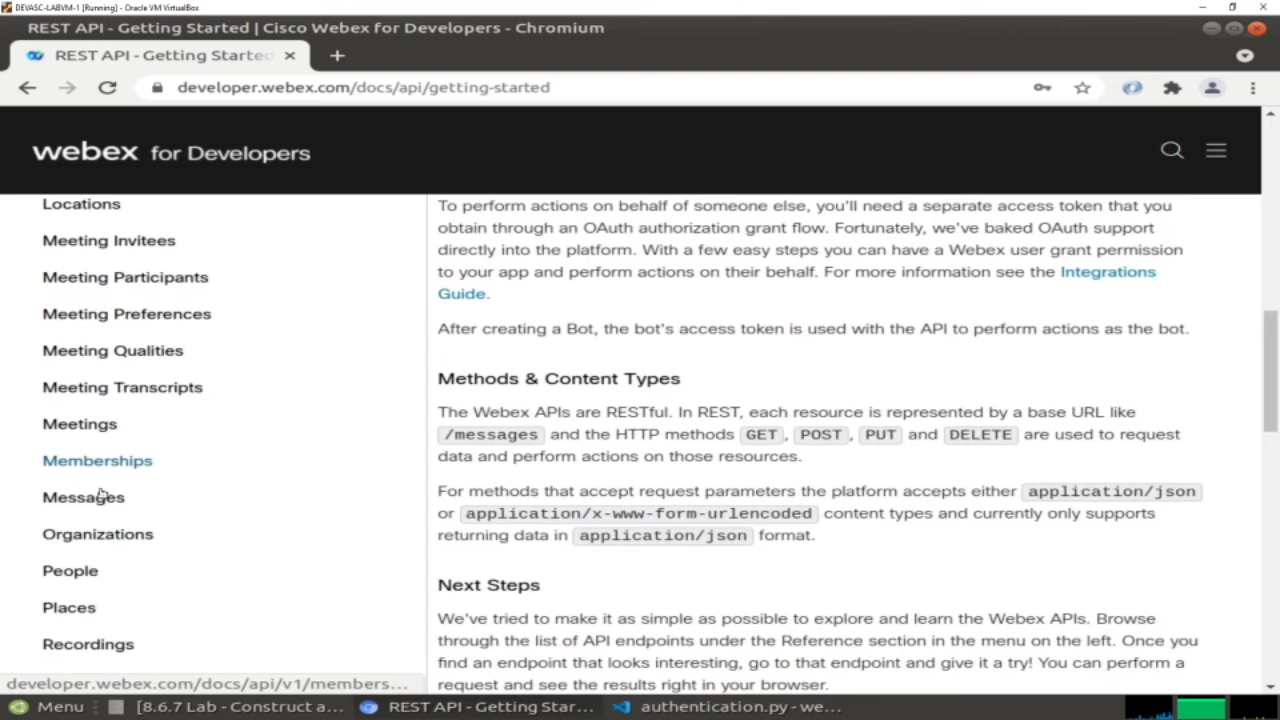 DEVASC-LABVM-1 [Running] - Oracle VM VirtualBox
REST API - Getting Started | Cisco Webex for Developers - Chromium
REST API - Getting Started
developer.webex.com/docs/api/getting-started
webex for Developers
Locations
Meeting Invitees
Meeting Participants
Meeting Preferences
Meeting Qualities
Meeting Transcripts
Meetings
Memberships
Messages
Organizations
People
Places
Recordings
To perform actions on behalf of someone else, you'll need a separate access token that you
obtain through an OAuth authorization grant flow. Fortunately, we've baked OAuth support
directly into the platform. With a few easy steps you can have a Webex user grant permission
to your app and perform actions on their behalf. For more information see the Integrations
Guide.
After creating a Bot, the bot's access token is used with the API to perform actions as the bot.
Methods & Content Types
The Webex APIs are RESTful. In REST, each resource is represented by a base URL like
/messages and the HTTP methods GET, POST, PUT and DELETE are used to request
data and perform actions on those resources.
For methods that accept request parameters the platform accepts either application/json
or application/x-www-form-urlencoded content types and currently only supports
returning data in application/json format.
Next Steps
We've tried to make it as simple as possible to explore and learn the Webex APIs. Browse
through the list of API endpoints under the Reference section in the menu on the left. Once you
find an endpoint that looks interesting, go to that endpoint and give it a try! You can perform a
request and see the results right in your browser.
developer.webex.com/docs/api/v1/members...
Menu
[8.6.7 Lab - Construct a...
REST API - Getting Star...
authentication.py - we...